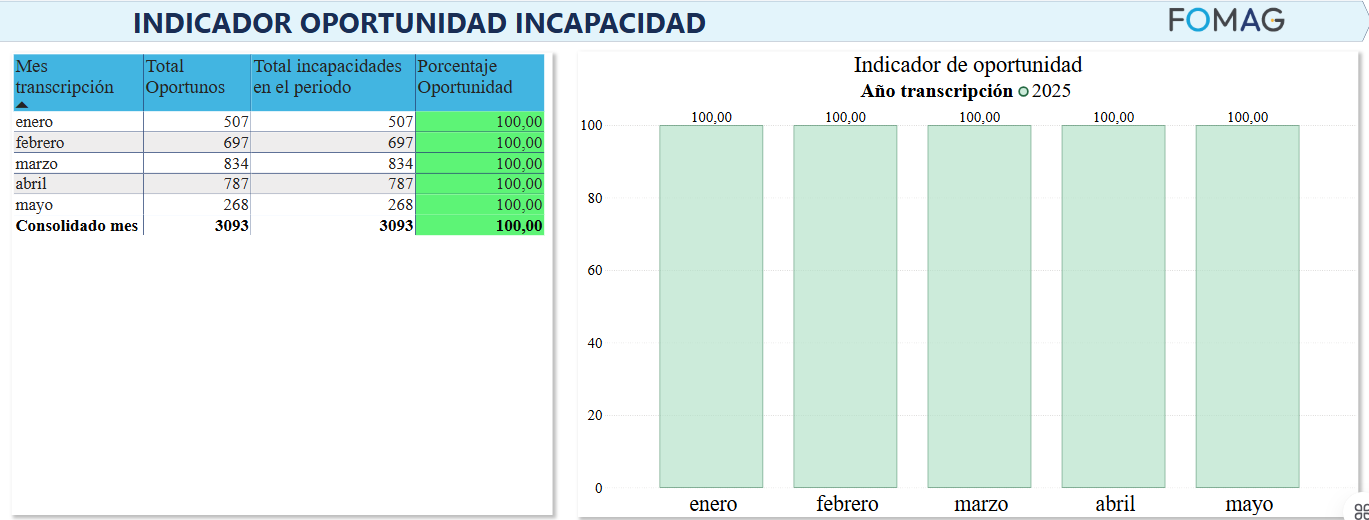 INDICADOR OPORTUNIDAD INCAPACIDAD
FOMAG
Mes transcripción Total Oportunos Total incapacidades en el periodo Porcentaje Oportunidad
enero 507 507 100,00
febrero 697 697 100,00
marzo 834 834 100,00
abril 787 787 100,00
mayo 268 268 100,00
Consolidado mes 3093 3093 100,00
Indicador de oportunidad
Año transcripción 2025
100,00 100,00 100,00 100,00 100,00
100
80
60
40
20
0
enero febrero marzo abril mayo